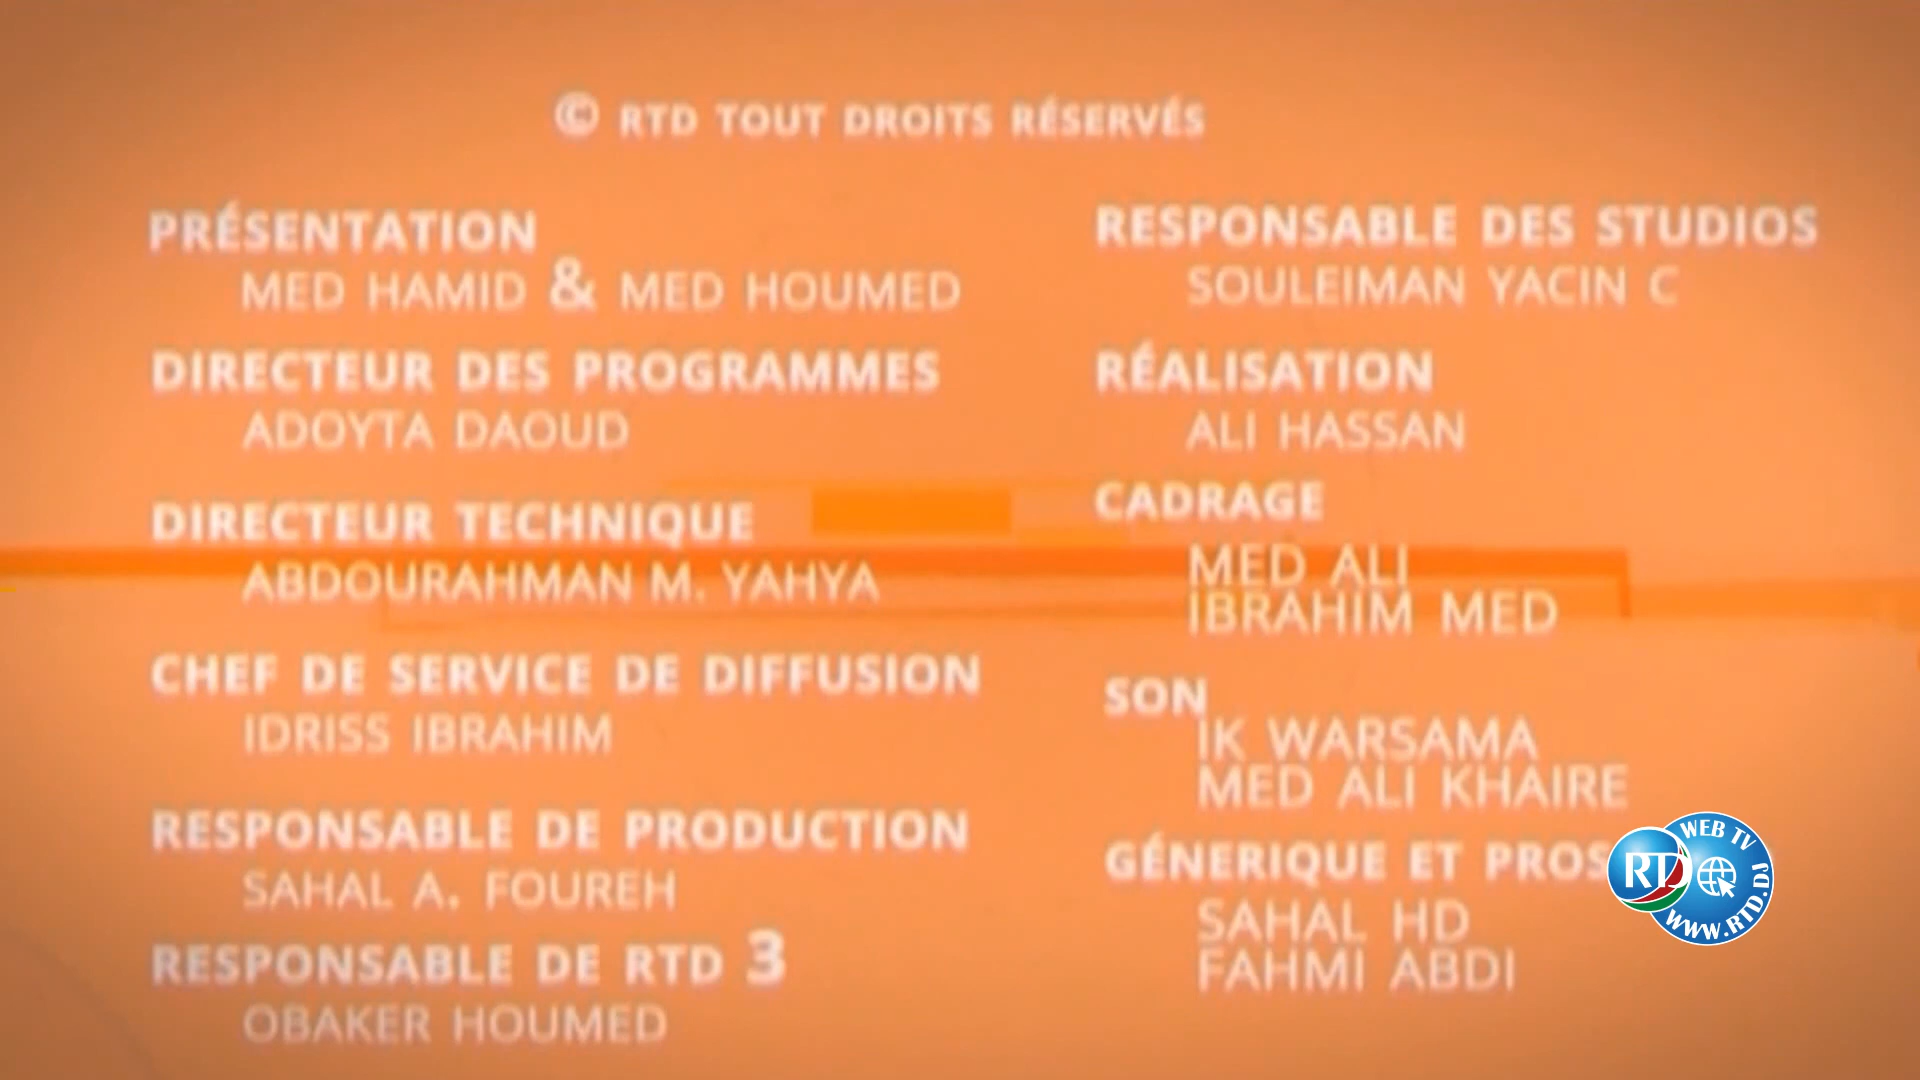 © RTD TOUT DROITS RÉSERVÉS
PRÉSENTATION
MED HAMID & MED HOUMED
DIRECTEUR DES PROGRAMMES
ADOYTA DAOUD
DIRECTEUR TECHNIQUE
ABDOURAHMAN M. YAHYA
CHEF DE SERVICE DE DIFFUSION
IDRISS IBRAHIM
RESPONSABLE DE PRODUCTION
SAHAL A. FOUREH
RESPONSABLE DE RTD 3
OBAKER HOUMED
RESPONSABLE DES STUDIOS
SOULEIMAN YACIN C
RÉALISATION
ALI HASSAN
CADRAGE
MED ALI
IBRAHIM MED
SON
IK WARSAMA
MED ALI KHAIRE
GÉNERIQUE ET
SAHAL HD
FAHMI ABDI
WEB TV
RTD
WWW.RTD.DJ